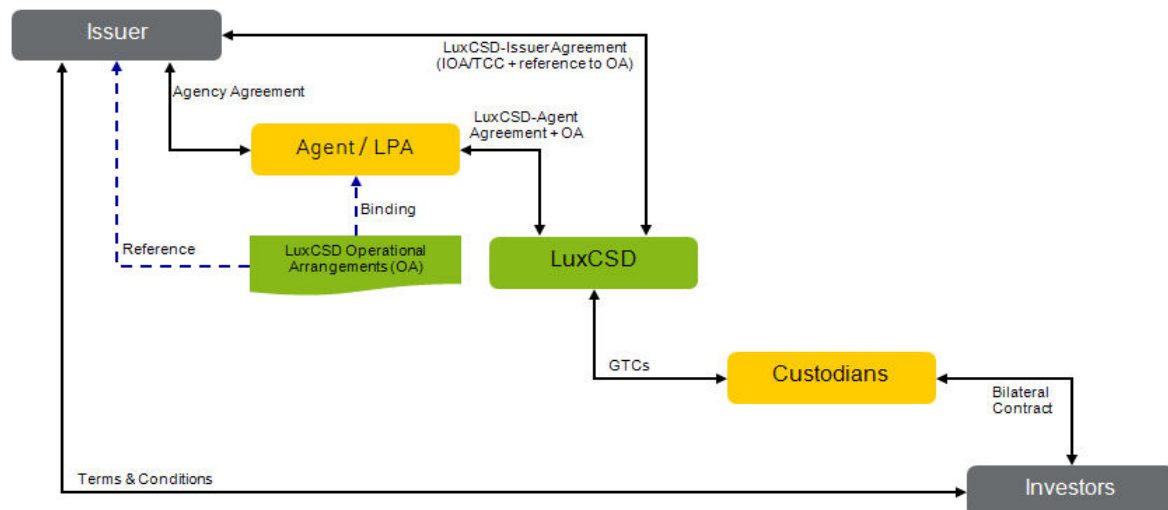 Issuer
LuxCSD-Issuer Agreement
(IOA/TCC + reference to OA)
Agency Agreement
LuxCSD-Agent
Agreement + OA
Agent / LPA
Binding
Reference
LuxCSD Operational
Arrangements (OA)
LuxCSD
GTCs
Custodians
Bilateral
Contract
Terms & Conditions
Investors